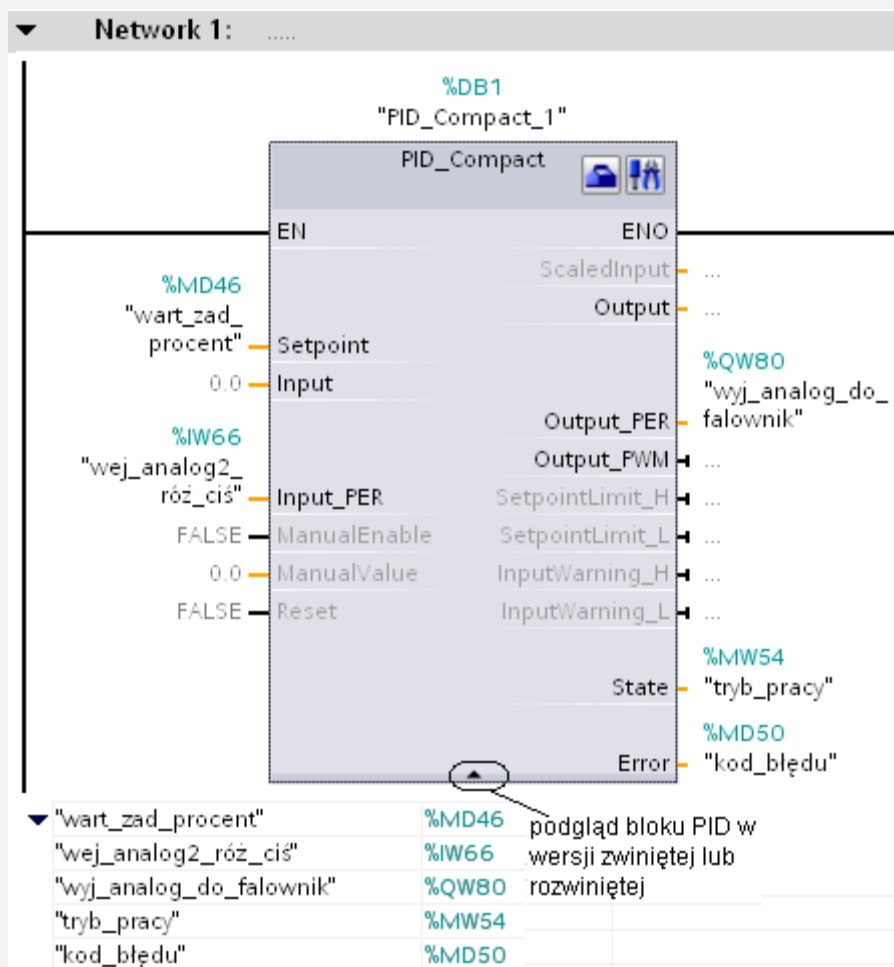 Network 1: .....
%DB1
"PID_Compact_1"
PID_Compact
EN ENO
ScaledInput ...
%MD46
"wart_zad_
procent" Setpoint
Output ...
0.0 Input
%QW80
"wyj_analog_do_
falownik"
Output_PER
%IW66
"wej_analog2_
róż_ciś" Input_PER
Output_PWM ...
SetpointLimit_H ...
FALSE ManualEnable SetpointLimit_L ...
0.0 ManualValue InputWarning_H ...
FALSE Reset InputWarning_L ...
%MW54
State "tryb_pracy"
%MD50
Error "kod_błędu"
"wart_zad_procent" %MD46
"wej_analog2_róż_ciś" %IW66
"wyj_analog_do_falownik" %QW80
"tryb_pracy" %MW54
"kod_błędu" %MD50
podgląd bloku PID w
wersji zwiniętej lub
rozwiniętej